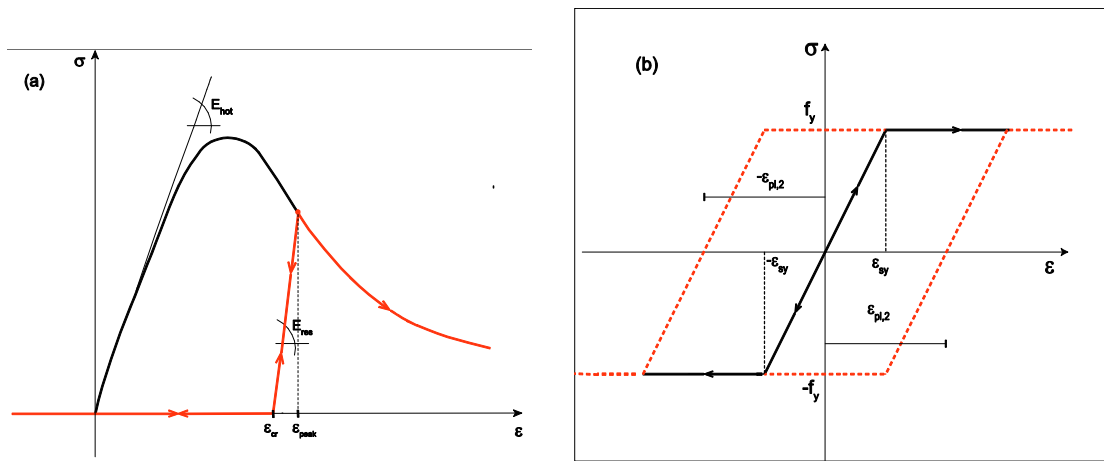 (a)
σ
E_hot
E_res
ε_cr
ε_peak
ε
(b)
σ
f_y
-ε_pl,2
-ε_sy
ε_sy
ε
ε_pl,2
-f_y